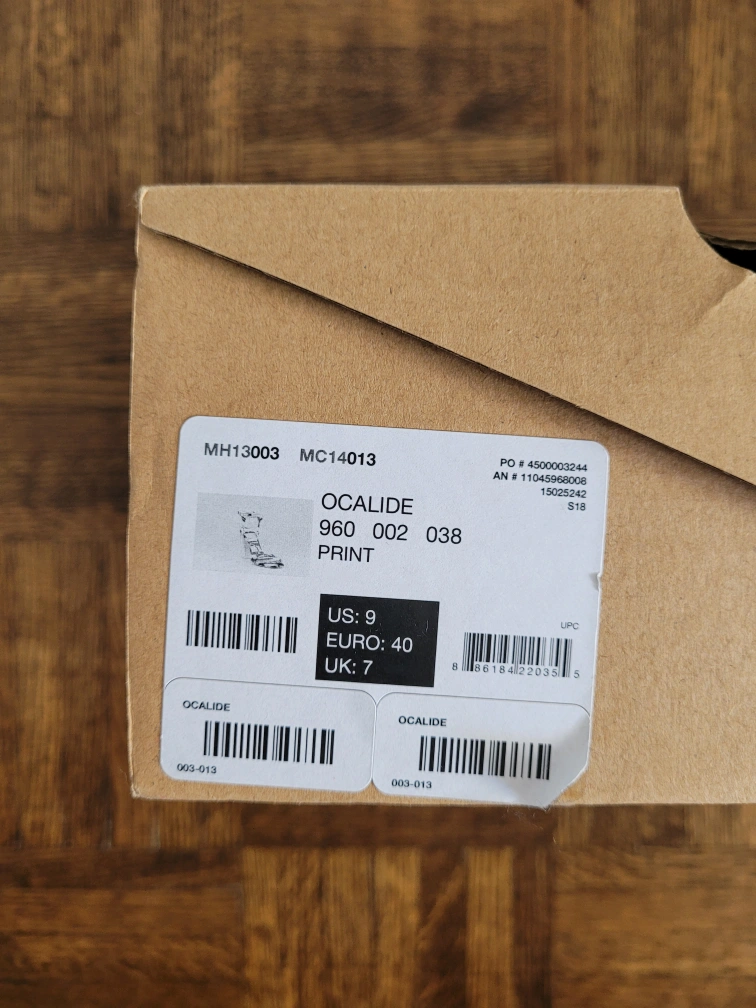 MH13003 MC14013
PO # 4500003244
AN # 11045968008
15025242
S18
OCALIDE
960 002 038
PRINT
US: 9
EURO: 40
UK: 7
UPC
8 86184 22035 5
OCALIDE
003-013
OCALIDE
003-013